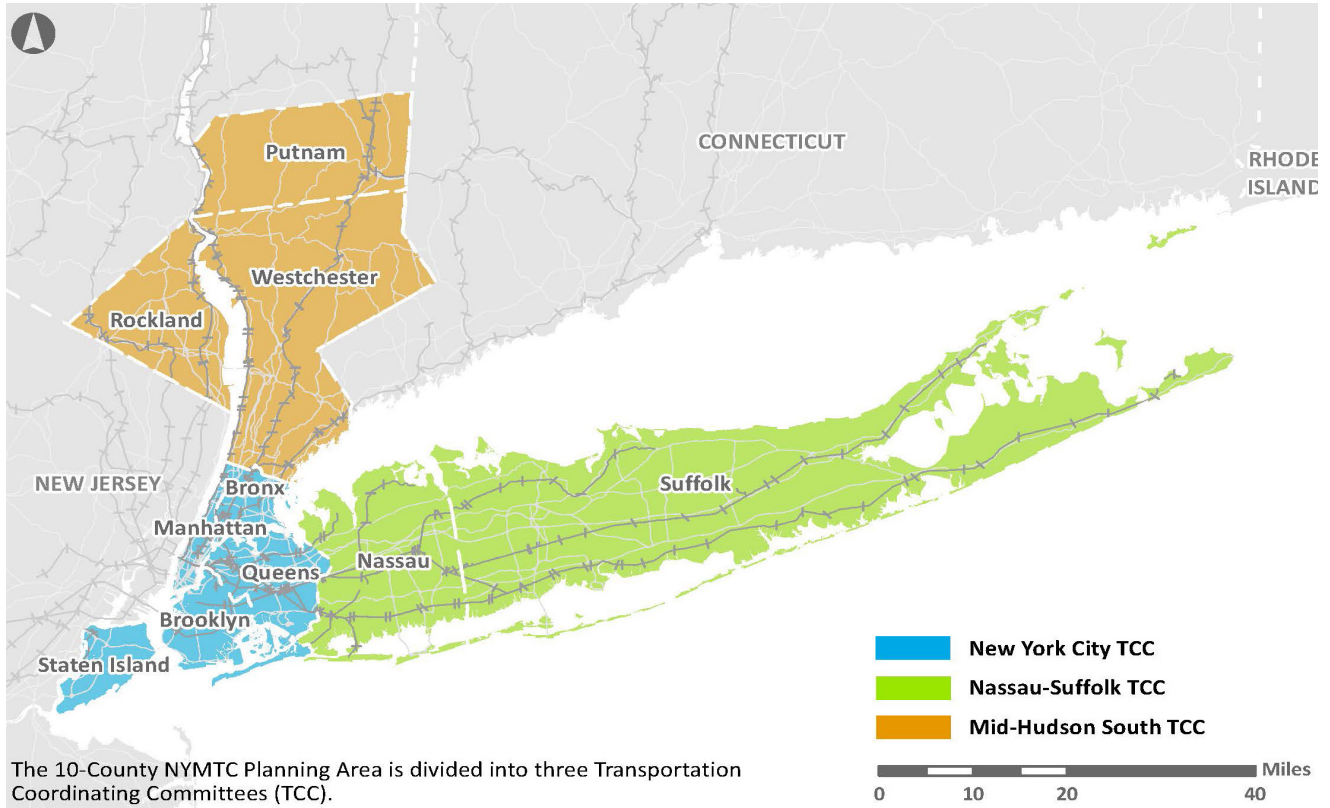 Putnam
CONNECTICUT
RHODE
ISLAND
Westchester
Rockland
NEW JERSEY
Bronx
Suffolk
Manhattan
Nassau
Queens
Brooklyn
Staten Island
New York City TCC
Nassau-Suffolk TCC
Mid-Hudson South TCC
The 10-County NYMTC Planning Area is divided into three Transportation
Coordinating Committees (TCC).
Miles
0 10 20 40